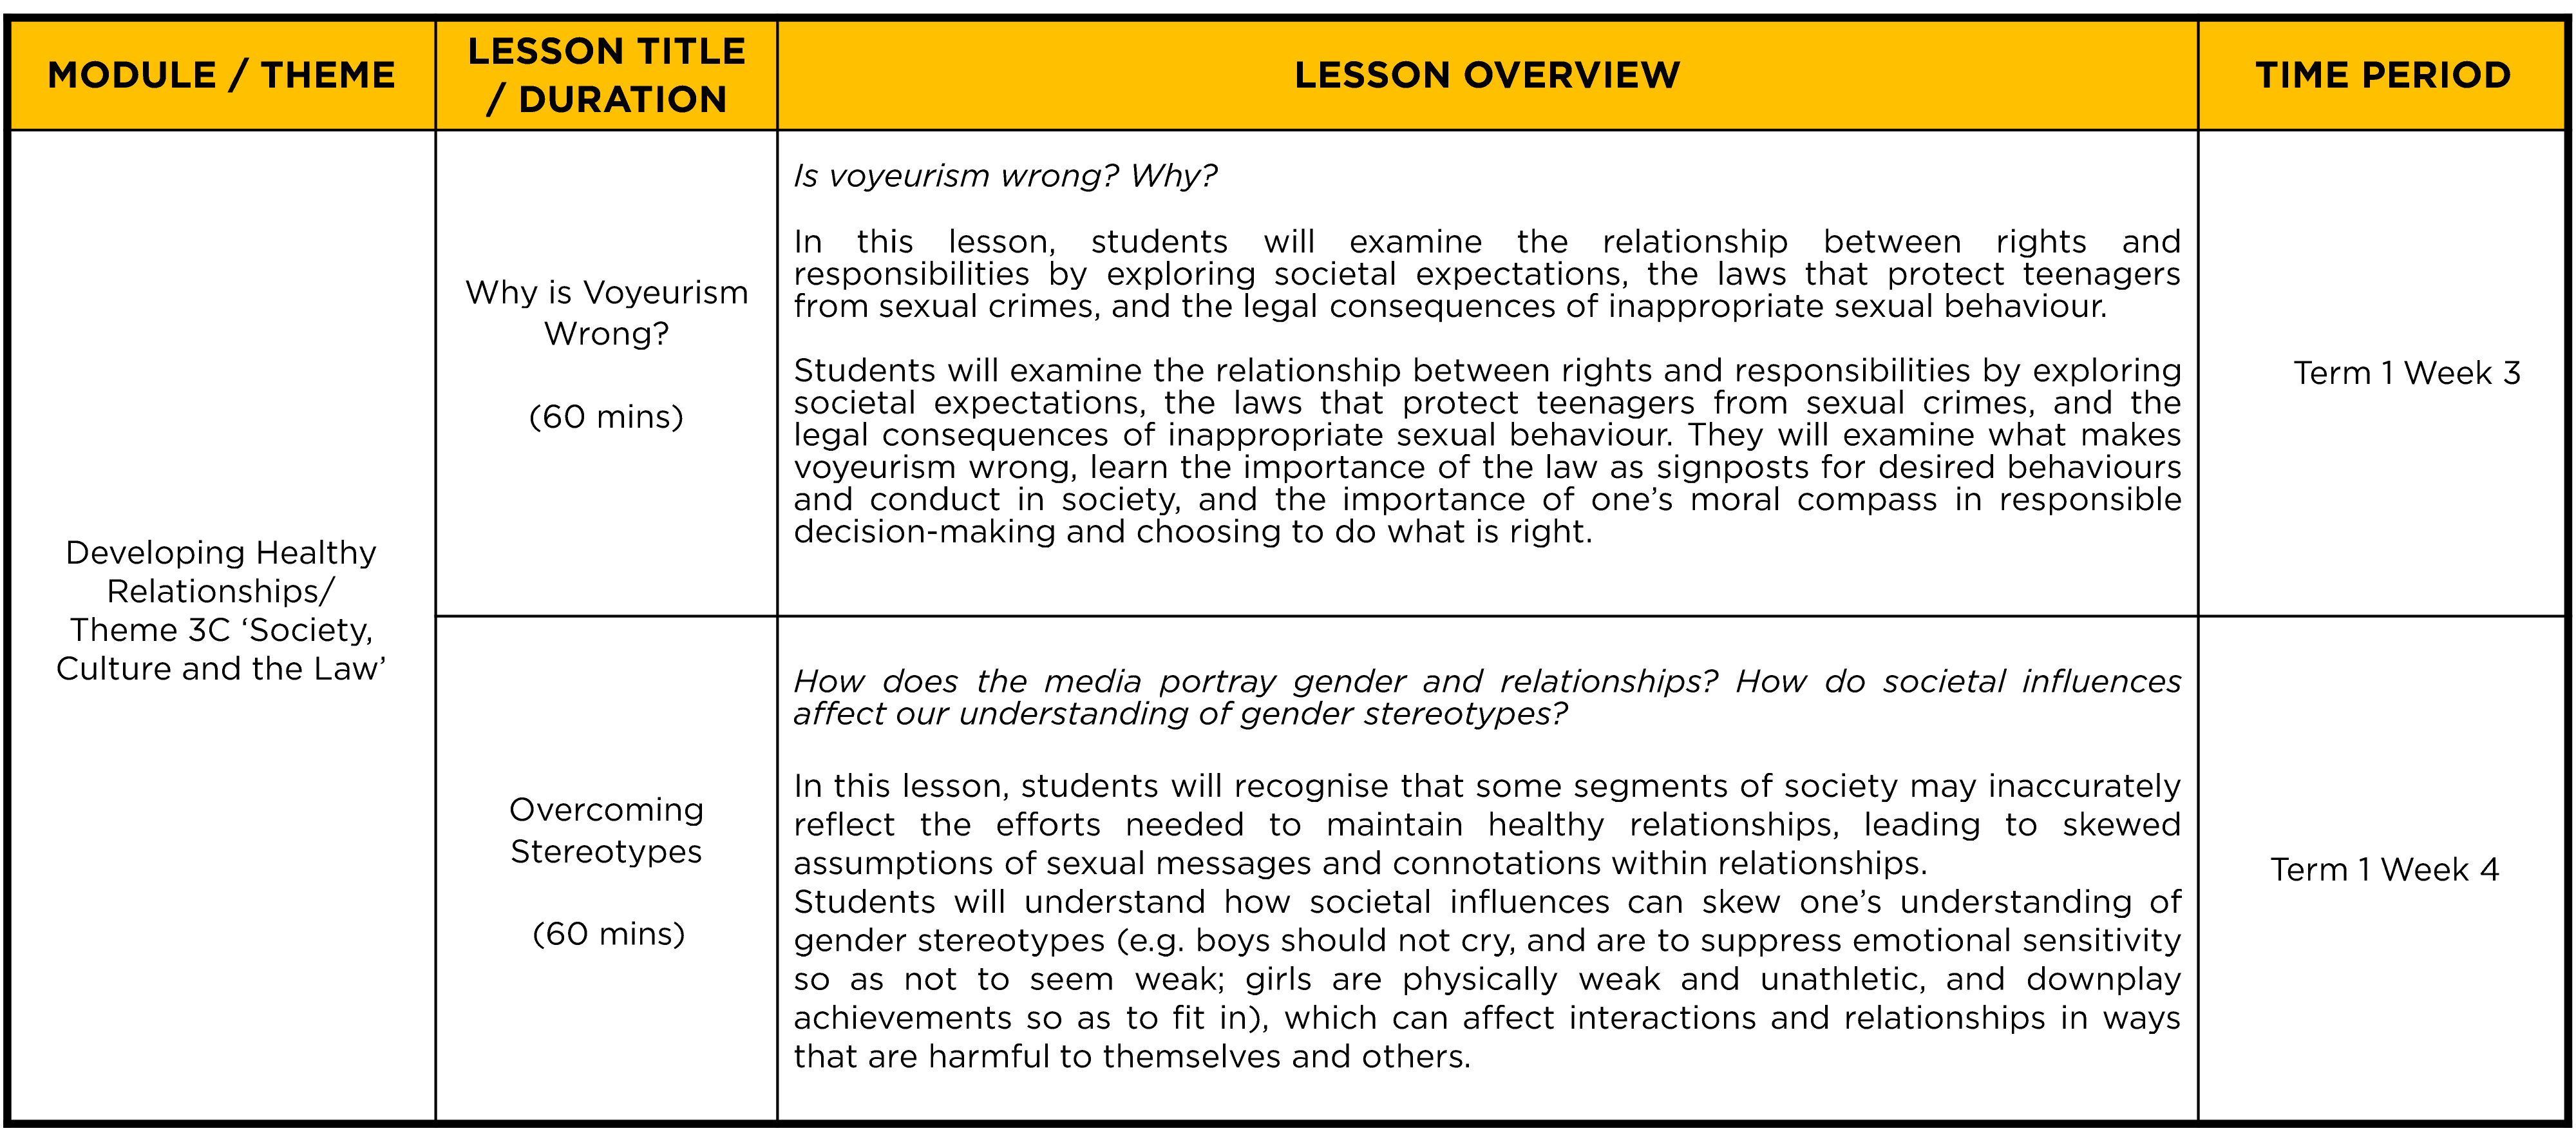 MODULE / THEME
LESSON TITLE
/ DURATION
LESSON OVERVIEW
TIME PERIOD
Developing Healthy
Relationships/
Theme 3C ‘Society,
Culture and the Law’
Why is Voyeurism
Wrong?
(60 mins)
Is voyeurism wrong? Why?
In this lesson, students will examine the relationship between rights and
responsibilities by exploring societal expectations, the laws that protect teenagers
from sexual crimes, and the legal consequences of inappropriate sexual behaviour.
Students will examine the relationship between rights and responsibilities by exploring
societal expectations, the laws that protect teenagers from sexual crimes, and the
legal consequences of inappropriate sexual behaviour. They will examine what makes
voyeurism wrong, learn the importance of the law as signposts for desired behaviours
and conduct in society, and the importance of one’s moral compass in responsible
decision-making and choosing to do what is right.
Term 1 Week 3
Overcoming
Stereotypes
(60 mins)
How does the media portray gender and relationships? How do societal influences
affect our understanding of gender stereotypes?
In this lesson, students will recognise that some segments of society may inaccurately
reflect the efforts needed to maintain healthy relationships, leading to skewed
assumptions of sexual messages and connotations within relationships.
Students will understand how societal influences can skew one’s understanding of
gender stereotypes (e.g. boys should not cry, and are to suppress emotional sensitivity
so as not to seem weak; girls are physically weak and unathletic, and downplay
achievements so as to fit in), which can affect interactions and relationships in ways
that are harmful to themselves and others.
Term 1 Week 4